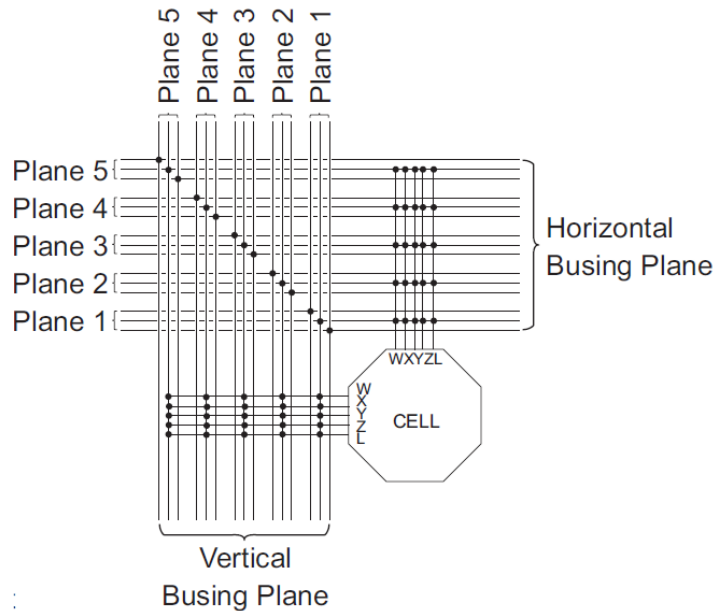 Plane 5
Plane 4
Plane 3
Plane 2
Plane 1
Plane 5
Plane 4
Plane 3
Plane 2
Plane 1
Horizontal
Busing Plane
WXYZL
W
X
Y
Z
L
CELL
Vertical
Busing Plane
: